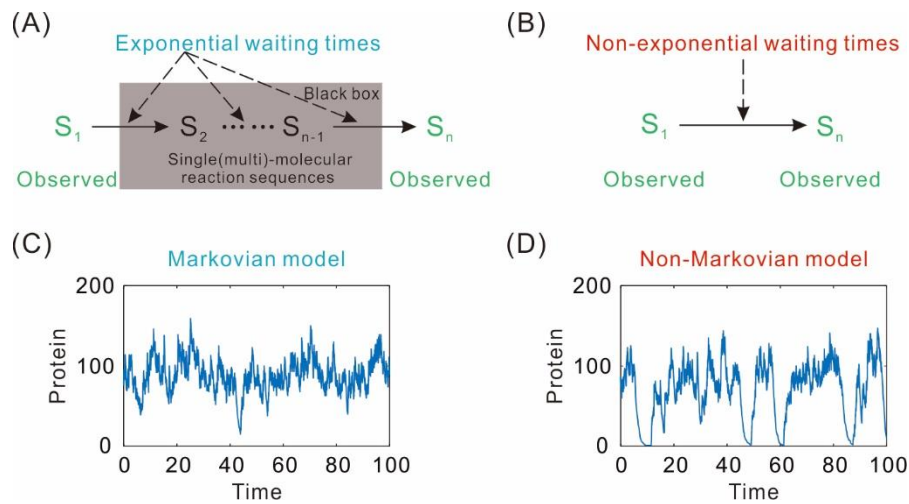 (A)
Exponential waiting times
Black box
S1 S2 ⋯ ⋯ Sn-1 Sn
Single(multi)-molecular
reaction sequences
Observed Observed
(B)
Non-exponential waiting times
S1 Sn
Observed Observed
(C)
Markovian model
200
100
0
Protein
0 20 40 60 80 100
Time
(D)
Non-Markovian model
200
100
0
Protein
0 20 40 60 80 100
Time